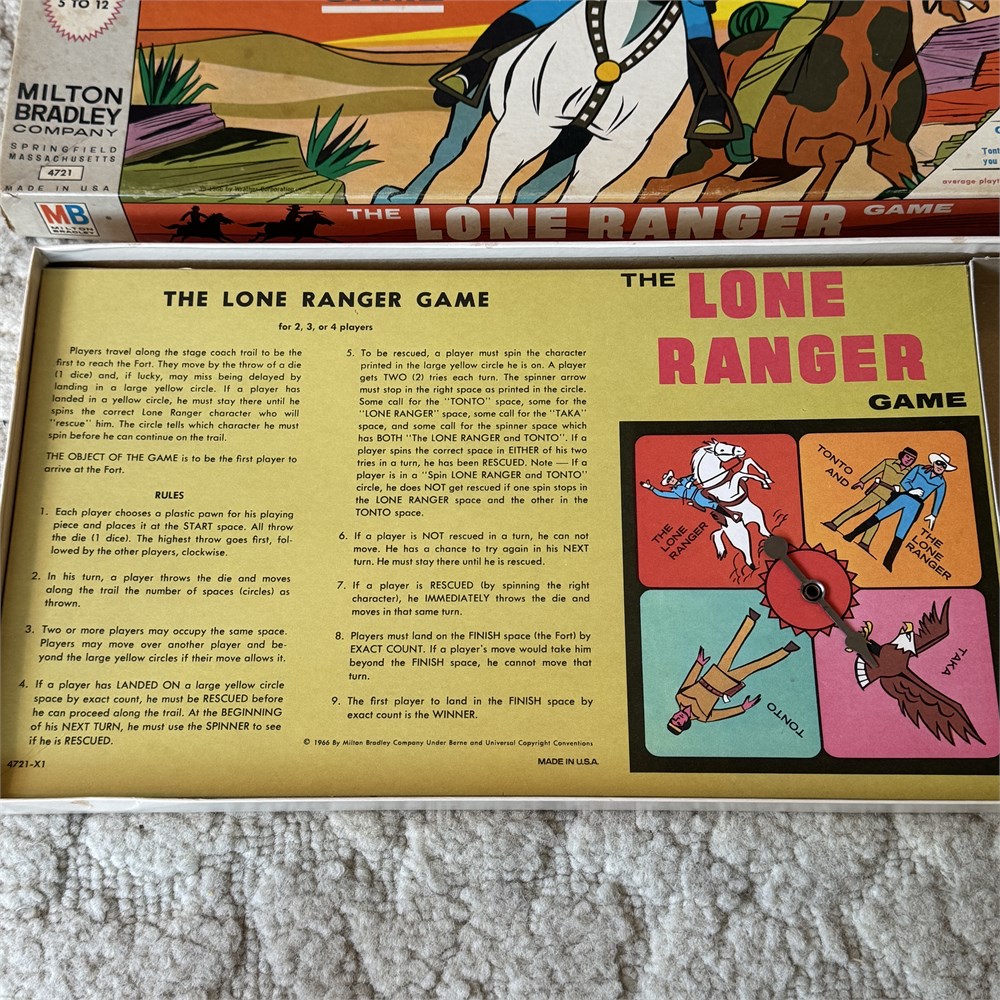 5 TO 12
MILTON
BRADLEY
COMPANY
SPRINGFIELD
MASSACHUSETTS
4721
MADE IN USA
by Wrather Corporation
Tont
you
average playi
MB
MILTON
BRADLEY
THE LONE RANGER GAME
THE LONE RANGER GAME
for 2, 3, or 4 players
Players travel along the stage coach trail to be the
first to reach the Fort. They move by the throw of a die
(1 dice) and, if lucky, may miss being delayed by
landing in a large yellow circle. If a player has
landed in a yellow circle, he must stay there until he
spins the correct Lone Ranger character who will
"rescue" him. The circle tells which character he must
spin before he can continue on the trail.
THE OBJECT OF THE GAME is to be the first player to
arrive at the Fort.
RULES
1. Each player chooses a plastic pawn for his playing
piece and places it at the START space. All throw
the die (1 dice). The highest throw goes first, fol-
lowed by the other players, clockwise.
2. In his turn, a player throws the die and moves
along the trail the number of spaces (circles) as
thrown.
3. Two or more players may occupy the same space.
Players may move over another player and be-
yond the large yellow circles if their move allows it.
4. If a player has LANDED ON a large yellow circle
space by exact count, he must be RESCUED before
he can proceed along the trail. At the BEGINNING
of his NEXT TURN, he must use the SPINNER to see
if he is RESCUED.
4721-X1
5. To be rescued, a player must spin the character
printed in the large yellow circle he is on. A player
gets TWO (2) tries each turn. The spinner arrow
must stop in the right space as printed in the circle.
Some call for the "TONTO" space, some for the
"LONE RANGER" space, some call for the "TAKA"
space, and some call for the spinner space which
has BOTH "The LONE RANGER and TONTO". If a
player spins the correct space in EITHER of his two
tries in a turn, he has been RESCUED. Note — If a
player is in a "Spin LONE RANGER and TONTO"
circle, he does NOT get rescued if one spin stops in
the LONE RANGER space and the other in the
TONTO space.
6. If a player is NOT rescued in a turn, he can not
move. He has a chance to try again in his NEXT
turn. He must stay there until he is rescued.
7. If a player is RESCUED (by spinning the right
character), he IMMEDIATELY throws the die and
moves in that same turn.
8. Players must land on the FINISH space (the Fort) by
EXACT COUNT. If a player's move would take him
beyond the FINISH space, he cannot move that
turn.
9. The first player to land in the FINISH space by
exact count is the WINNER.
© 1966 By Milton Bradley Company Under Berne and Universal Copyright Conventions
MADE IN U.S.A.
THE LONE
RANGER
GAME
THE
LONE
RANGER
TONTO
AND
THE
LONE
RANGER
TONTO
TAKA